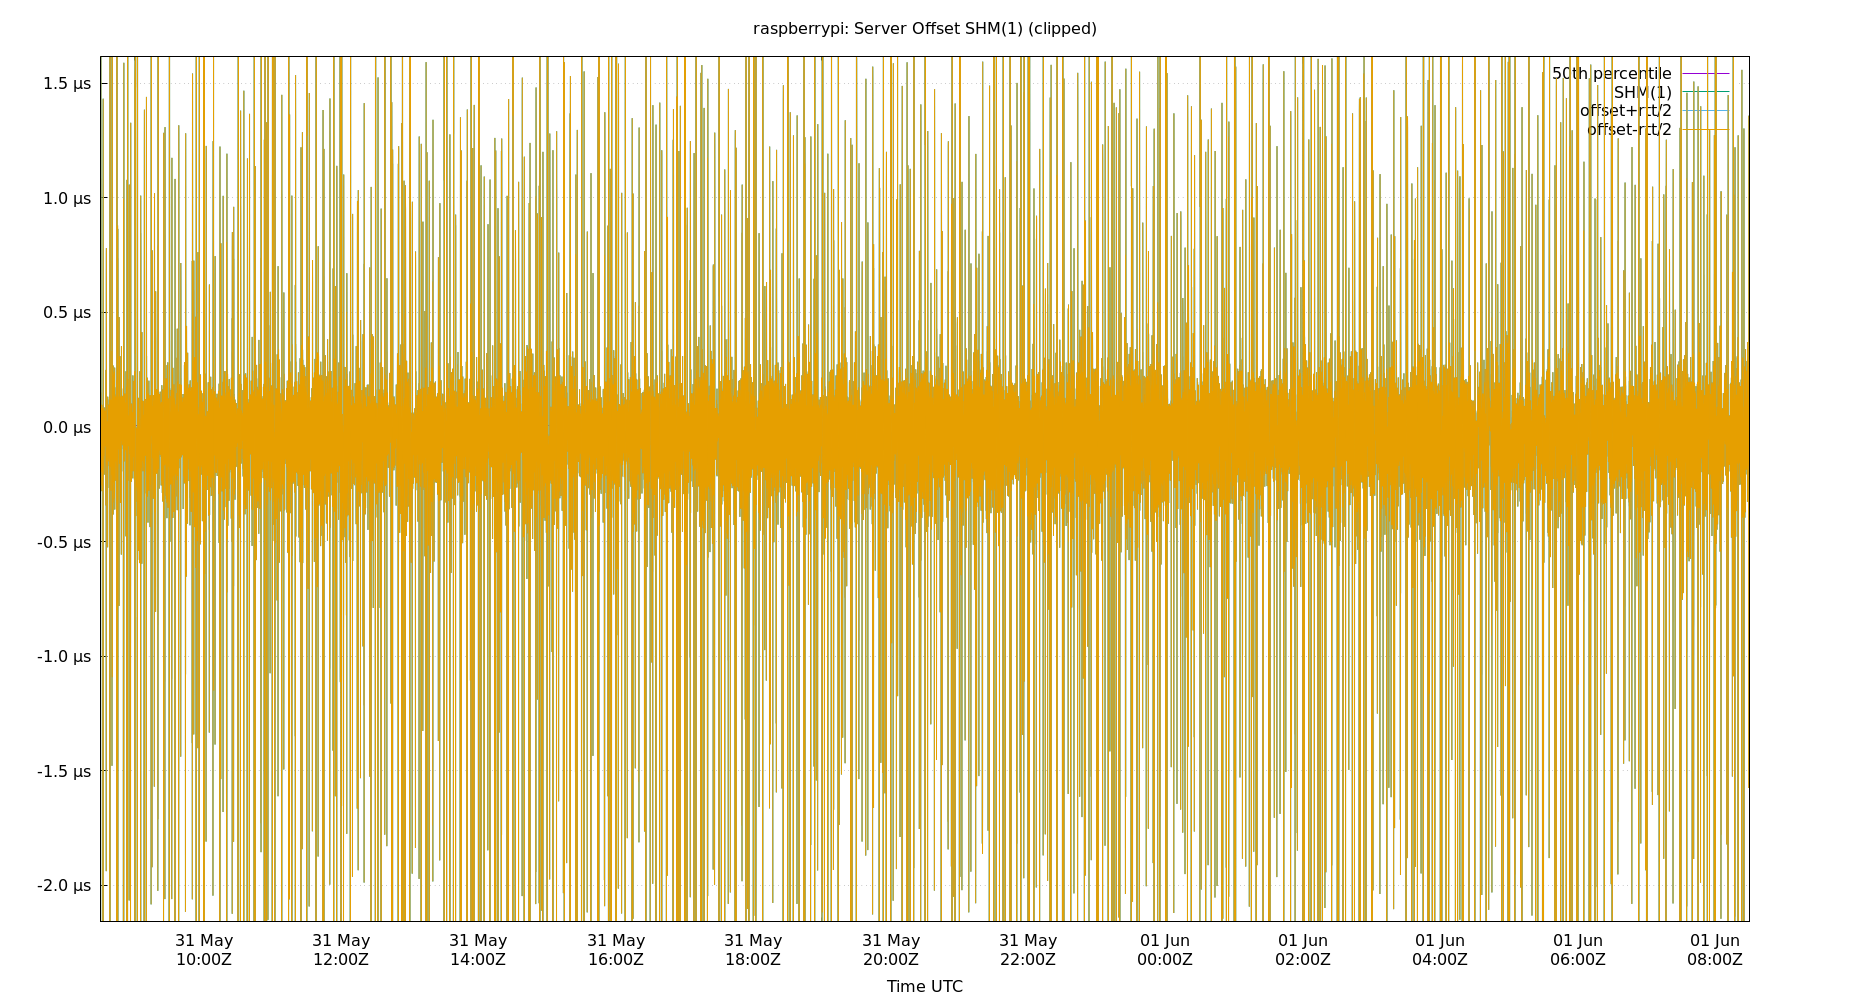 raspberrypi: Server Offset SHM(1) (clipped)
1.5 µs
1.0 µs
0.5 µs
0.0 µs
-0.5 µs
-1.0 µs
-1.5 µs
-2.0 µs
50th percentile
SHM(1)
offset+rtt/2
offset-rtt/2
31 May 31 May 31 May 31 May 31 May 31 May 31 May 01 Jun 01 Jun 01 Jun 01 Jun 01 Jun
10:00Z 12:00Z 14:00Z 16:00Z 18:00Z 20:00Z 22:00Z 00:00Z 02:00Z 04:00Z 06:00Z 08:00Z
Time UTC